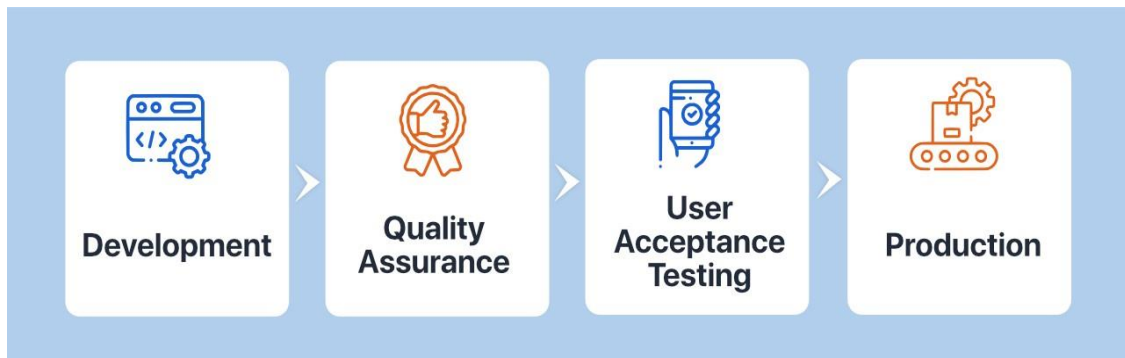 Development
Quality
Assurance
User
Acceptance
Testing
Production